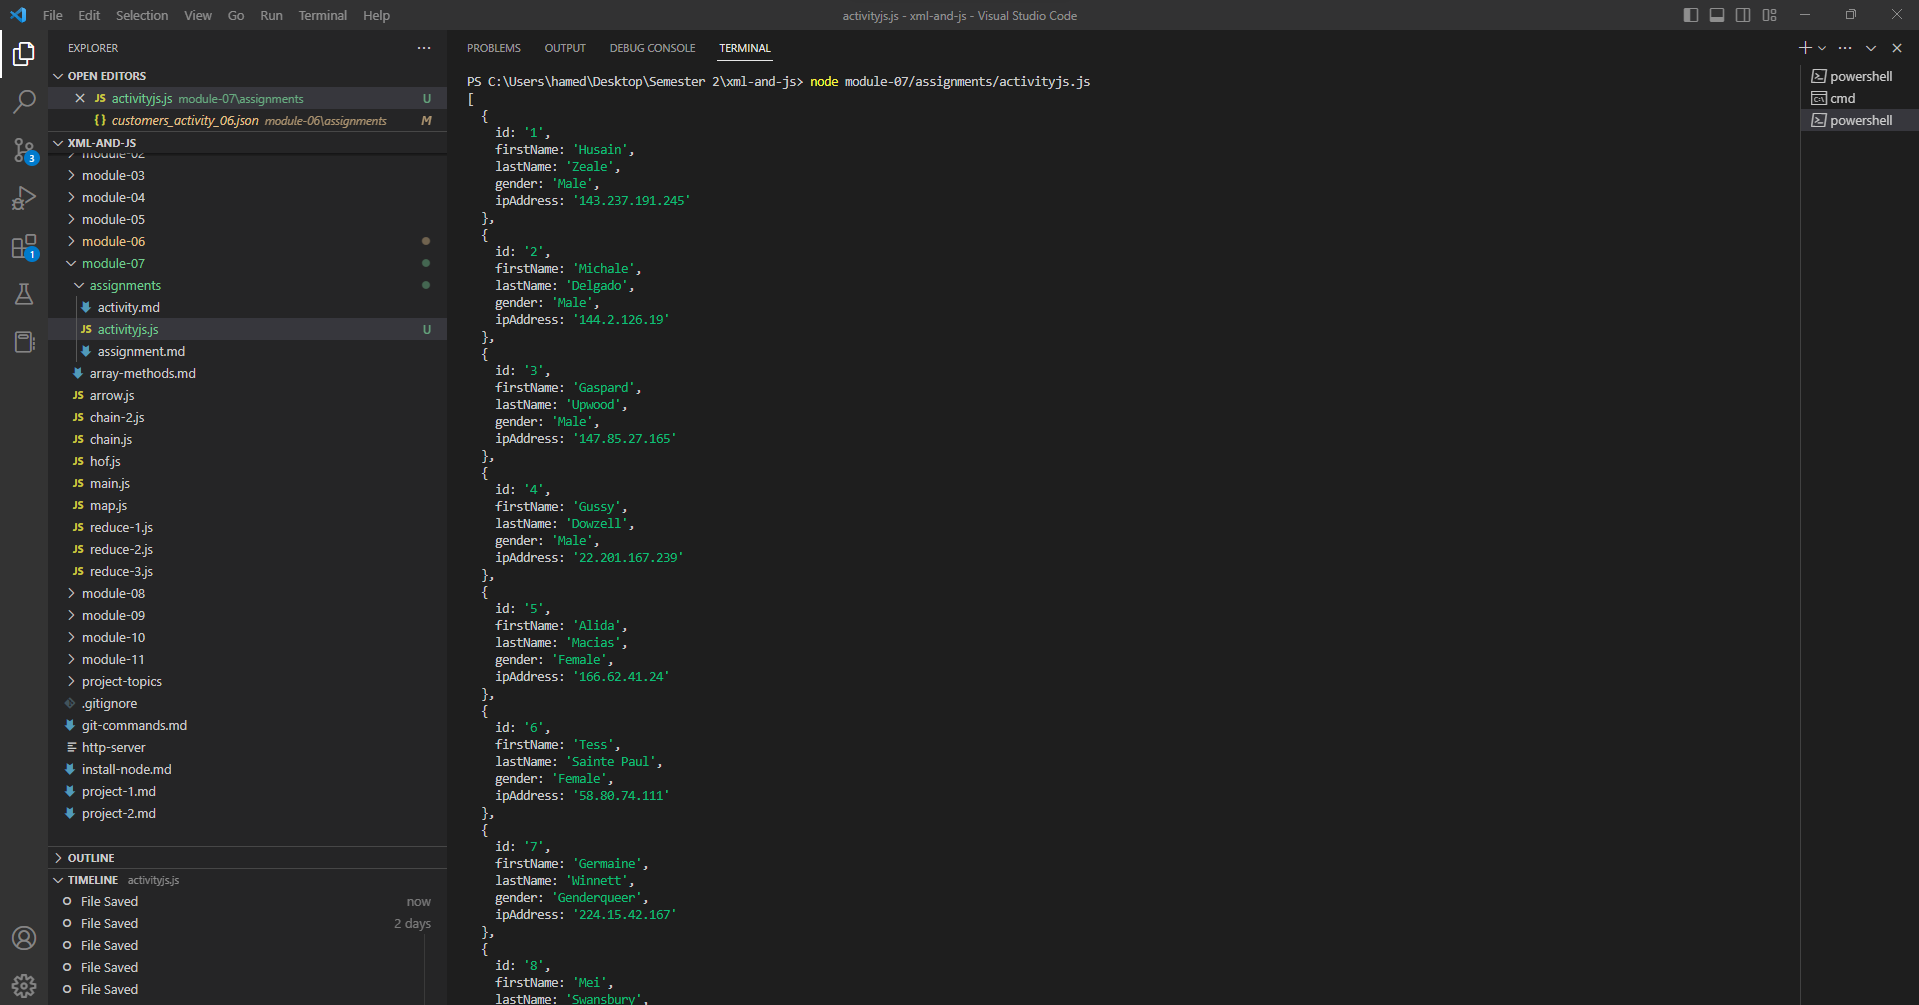 File Edit Selection View Go Run Terminal Help
activityjs.js - xml-and-js - Visual Studio Code
EXPLORER
OPEN EDITORS
JS activityjs.js module-07\assignments U
{} customers_activity_06.json module-06\assignments M
XML-AND-JS
module-02
module-03
module-04
module-05
module-06
module-07
assignments
activity.md
JS activityjs.js U
assignment.md
array-methods.md
JS arrow.js
JS chain-2.js
JS chain.js
JS hof.js
JS main.js
JS map.js
JS reduce-1.js
JS reduce-2.js
JS reduce-3.js
module-08
module-09
module-10
module-11
project-topics
.gitignore
git-commands.md
http-server
install-node.md
project-1.md
project-2.md
OUTLINE
TIMELINE activityjs.js
File Saved now
File Saved 2 days
File Saved
File Saved
File Saved
3
1
PROBLEMS OUTPUT DEBUG CONSOLE TERMINAL
PS C:\Users\hamed\Desktop\Semester 2\xml-and-js> node module-07/assignments/activityjs.js
[
{
id: '1',
firstName: 'Husain',
lastName: 'Zeale',
gender: 'Male',
ipAddress: '143.237.191.245'
},
{
id: '2',
firstName: 'Michale',
lastName: 'Delgado',
gender: 'Male',
ipAddress: '144.2.126.19'
},
{
id: '3',
firstName: 'Gaspard',
lastName: 'Upwood',
gender: 'Male',
ipAddress: '147.85.27.165'
},
{
id: '4',
firstName: 'Gussy',
lastName: 'Dowzell',
gender: 'Male',
ipAddress: '22.201.167.239'
},
{
id: '5',
firstName: 'Alida',
lastName: 'Macias',
gender: 'Female',
ipAddress: '166.62.41.24'
},
{
id: '6',
firstName: 'Tess',
lastName: 'Sainte Paul',
gender: 'Female',
ipAddress: '58.80.74.111'
},
{
id: '7',
firstName: 'Germaine',
lastName: 'Winnett',
gender: 'Genderqueer',
ipAddress: '224.15.42.167'
},
{
id: '8',
firstName: 'Mei',
lastName: 'Swansbury',
powershell
cmd
powershell